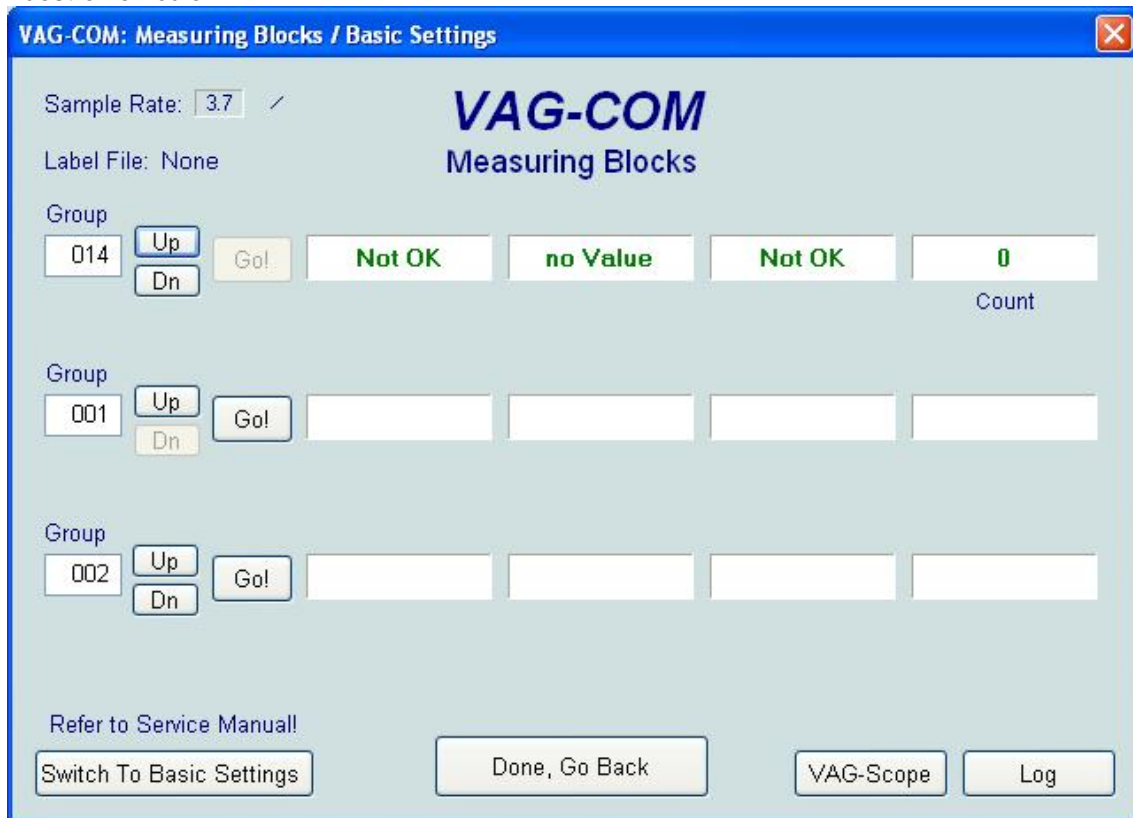 VAG-COM: Measuring Blocks / Basic Settings
Sample Rate: 3.7 /
VAG-COM
Label File: None
Measuring Blocks
Group
014 Up Go! Not OK no Value Not OK 0
Dn
Count
Group
001 Up Go!
Dn
Group
002 Up Go!
Dn
Refer to Service Manual!
Switch To Basic Settings Done, Go Back VAG-Scope Log